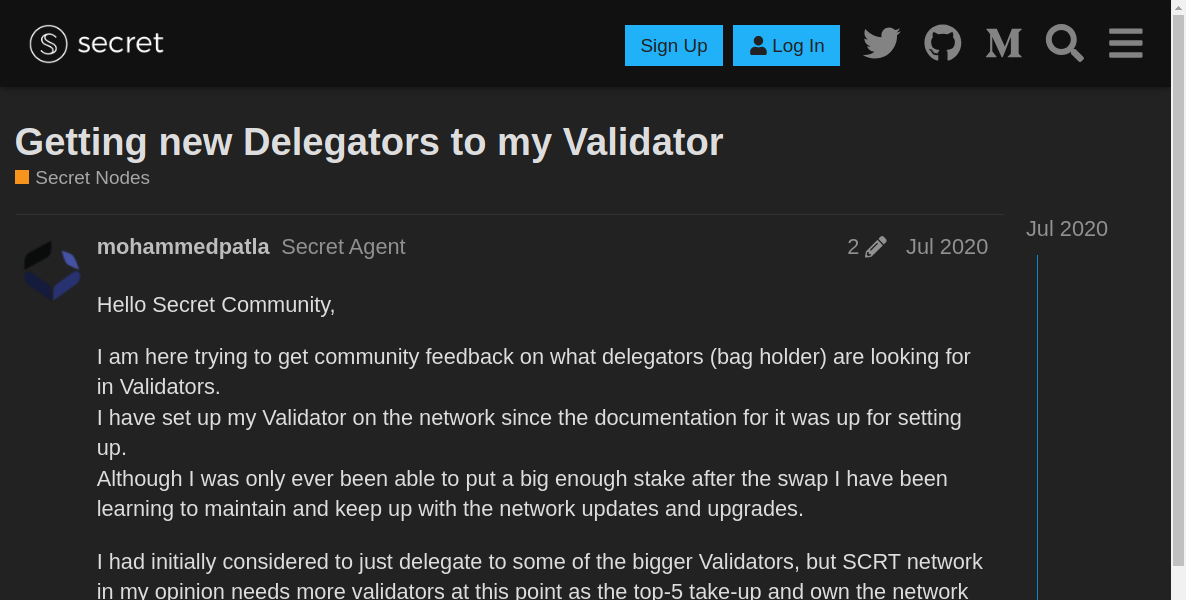 secret
Sign Up
Log In
Getting new Delegators to my Validator
Secret Nodes
mohammedpatla Secret Agent 2 Jul 2020
Jul 2020
Hello Secret Community,
I am here trying to get community feedback on what delegators (bag holder) are looking for
in Validators.
I have set up my Validator on the network since the documentation for it was up for setting
up.
Although I was only ever been able to put a big enough stake after the swap I have been
learning to maintain and keep up with the network updates and upgrades.
I had initially considered to just delegate to some of the bigger Validators, but SCRT network
in my opinion needs more validators at this point as the top-5 take-up and own the network